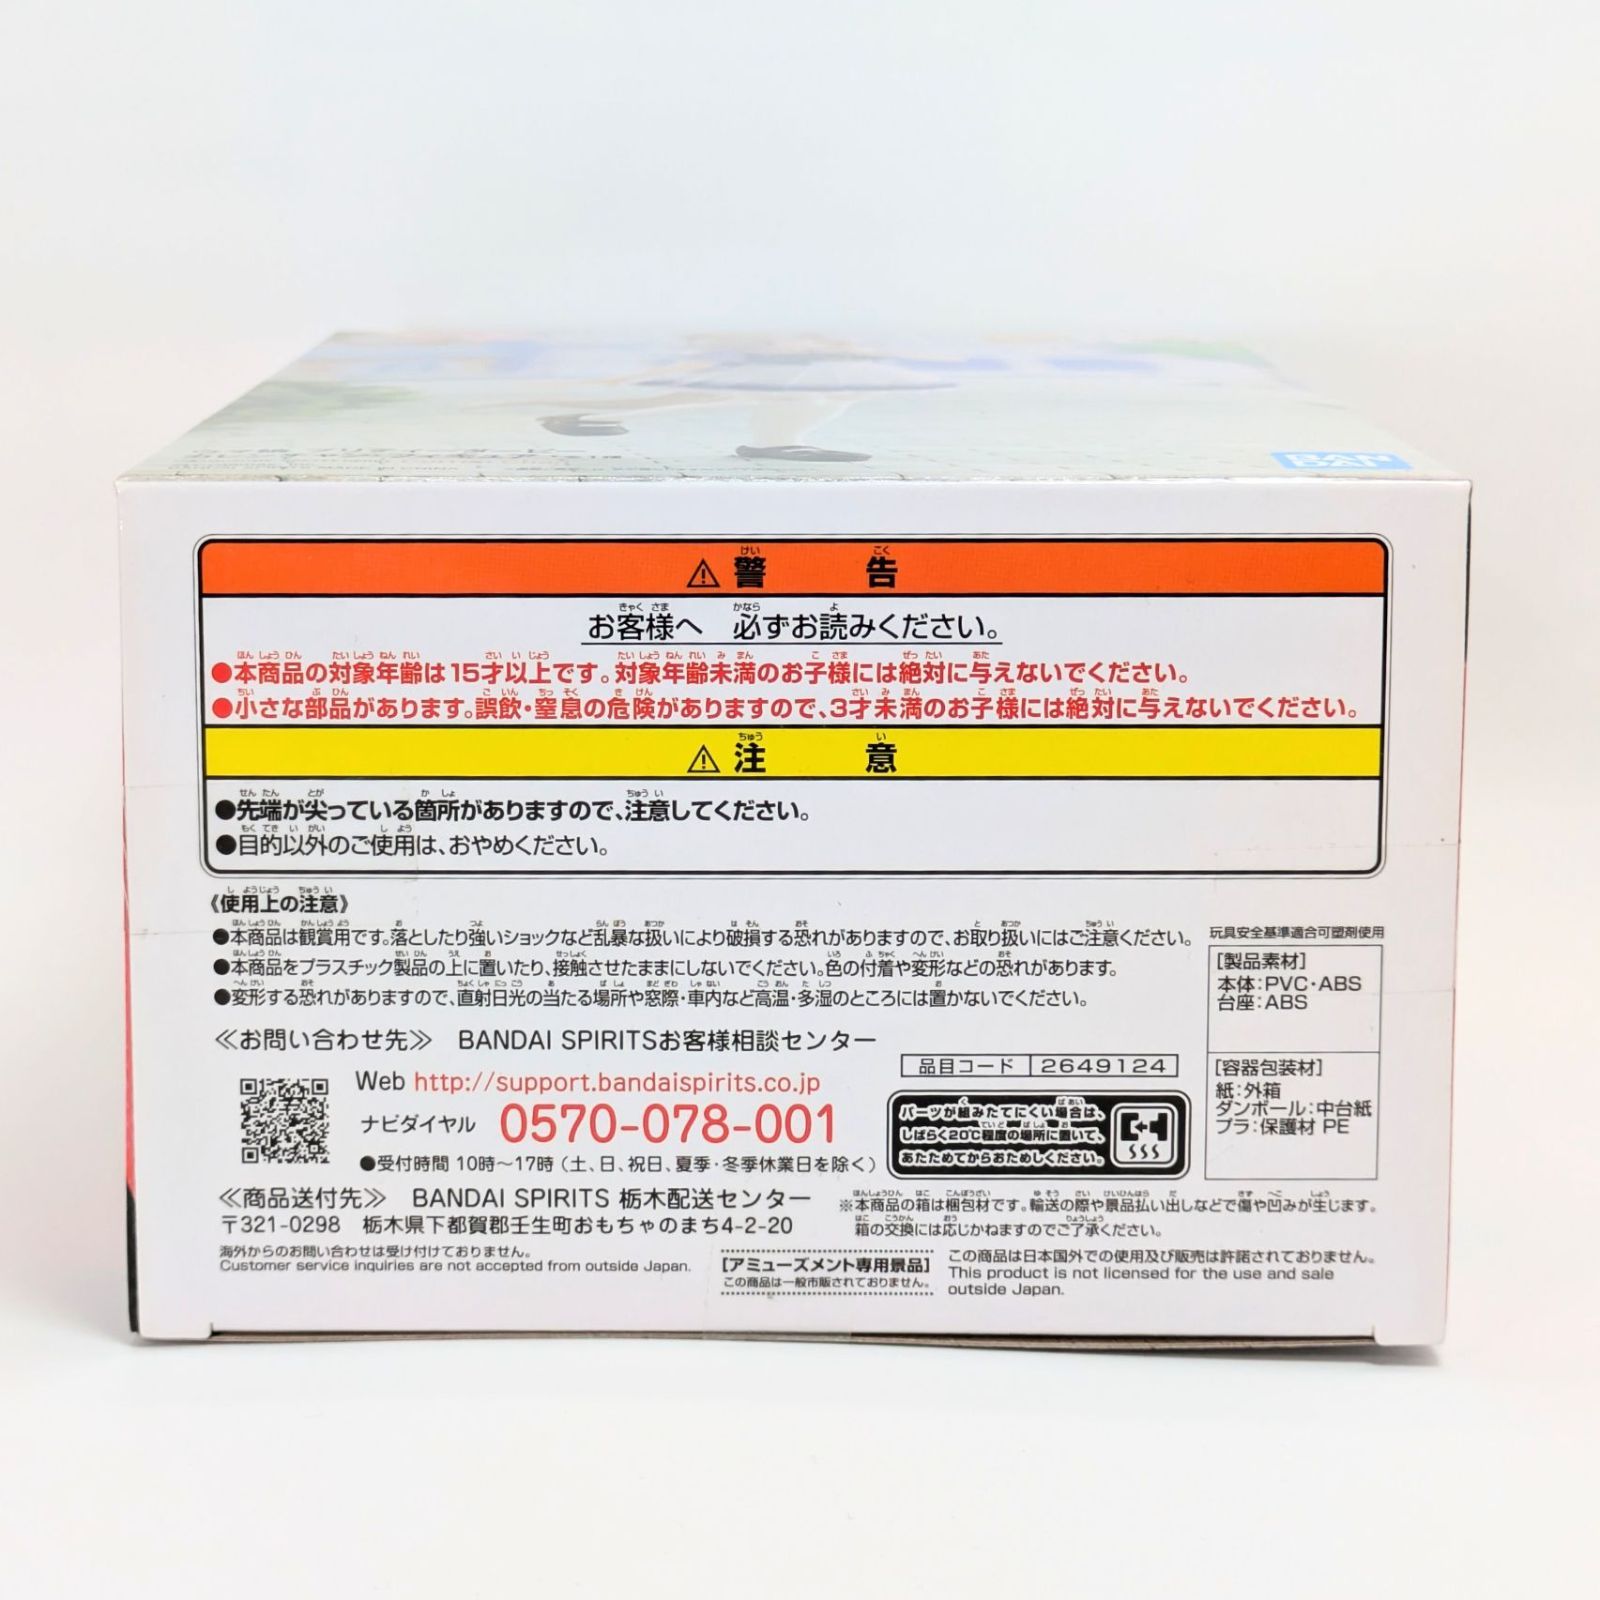 BANDAI
⚠警告
お客様へ 必ずお読みください。
●本商品の対象年齢は15才以上です。対象年齢未満のお子様には絶対に与えないでください。
●小さな部品があります。誤飲・窒息の危険がありますので、3才未満のお子様には絶対に与えないでください。
⚠注意
●先端が尖っている箇所がありますので、注意してください。
●目的以外のご使用は、おやめください。
《使用上の注意》
●本商品は観賞用です。落としたり強いショックなど乱暴な扱いにより破損する恐れがありますので、お取り扱いにはご注意ください。
●本商品をプラスチック製品の上に置いたり、接触させたままにしないでください。色の付着や変形などの恐れがあります。
●変形する恐れがありますので、直射日光の当たる場所や窓際・車内など高温・多湿のところには置かないでください。
玩具安全基準適合可塑剤使用
[製品素材]
本体:PVC・ABS
台座:ABS
[容器包装材]
紙:外箱
ダンボール:中台紙
プラ:保護材 PE
≪お問い合わせ先≫ BANDAI SPIRITSお客様相談センター
Web http://support.bandaispirits.co.jp
ナビダイヤル 0570-078-001
●受付時間 10時～17時(土、日、祝日、夏季・冬季休業日を除く)
品目コード 2649124
パーツが組みたてにくい場合は、
しばらく20℃程度の場所に置いて、
あたためてからおためしください。
≪商品送付先≫ BANDAI SPIRITS 栃木配送センター
〒321-0298 栃木県下都賀郡壬生町おもちゃのまち4-2-20
※本商品の箱は梱包材です。輸送の際や景品払い出しなどで傷や凹みが生じます。
箱の交換には応じかねますのでご了承ください。
海外からのお問い合わせは受け付けておりません。
Customer service inquiries are not accepted from outside Japan.
[アミューズメント専用景品]
この商品は一般市販されておりません。
この商品は日本国外での使用及び販売は許諾されておりません。
This product is not licensed for the use and sale
outside Japan.